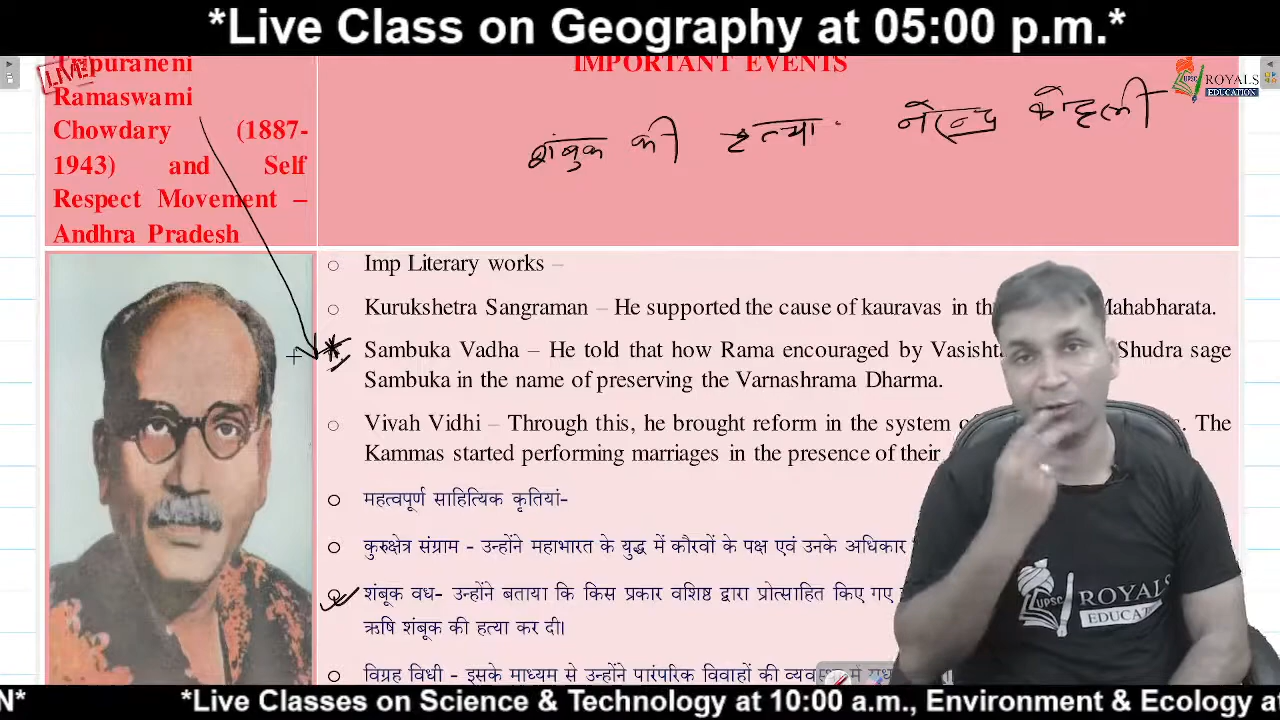 *Live Class on Geography at 05:00 p.m.*
Tripuraneni
LIVE
Ramaswami
Chowdary (1887-
1943) and Self
Respect Movement –
Andhra Pradesh
IMPORTANT EVENTS
UPSC ROYALS
EDUCATION
शंबुक की हत्या. नरेन्द्र कोहली
Imp Literary works –
Kurukshetra Sangraman – He supported the cause of kauravas in Mahabharata.
Sambuka Vadha – He told that how Rama encouraged by Shudra sage
Sambuka in the name of preserving the Varnashrama Dharma.
Vivah Vidhi – Through this, he brought reform in the system The
Kammas started performing marriages in the presence of their
महत्वपूर्ण साहित्यिक कृतियां-
कुरुक्षेत्र संग्राम - उन्होंने महाभारत के युद्ध में कौरवों के पक्ष एवं उनके अधिकार
शंबूक वध- उन्होंने बताया कि किस प्रकार वशिष्ठ द्वारा प्रोत्साहित किए गए
ऋषि शंबूक की हत्या कर दी।
विग्रह विधी - इसके माध्यम से उन्होंने पारंपरिक विवाहों की व्यवस्था में
UPSC ROYALS
EDUCATION
N* *Live Classes on Science & Technology at 10:00 a.m., Environment & Ecology a